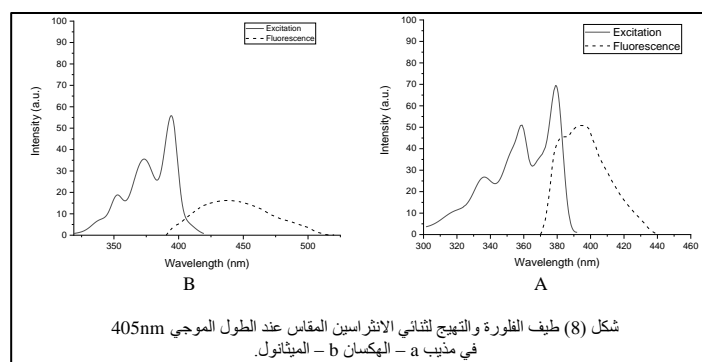 Excitation
Fluorescence
Intensity (a.u.)
100
90
80
70
60
50
40
30
20
10
0
350
400
450
500
Wavelength (nm)
B
Excitation
Fluorescence
Intensity (a.u.)
100
90
80
70
60
50
40
30
20
10
0
300
320
340
360
380
400
420
440
460
Wavelength (nm)
A
شكل (8) طيف الفلورة والتهيج لثنائي الانثراسين المقاس عند الطول الموجي 405nm
في مذيب a – الهكسان b – الميثانول.